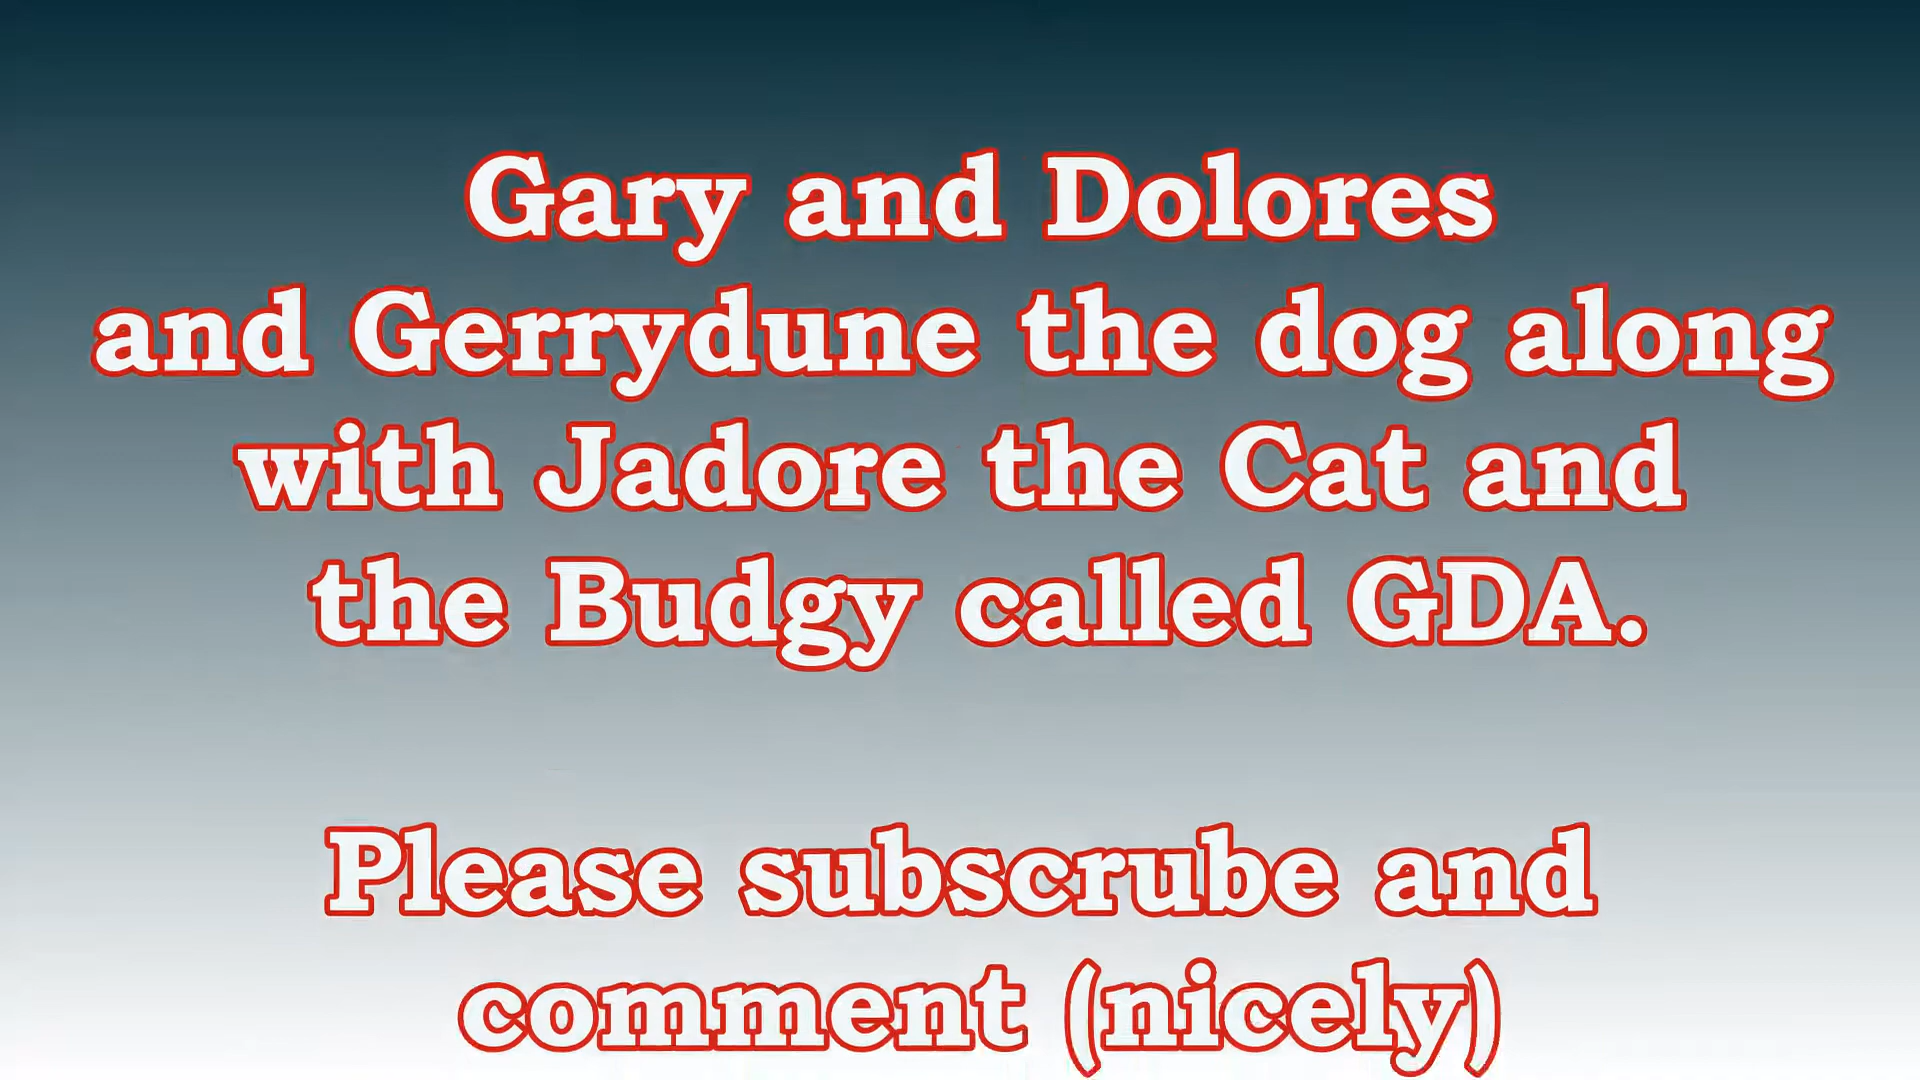 Gary and Dolores
and Gerrydune the dog along
with Jadore the Cat and
the Budgy called GDA.
Please subscrube and
comment (nicely)